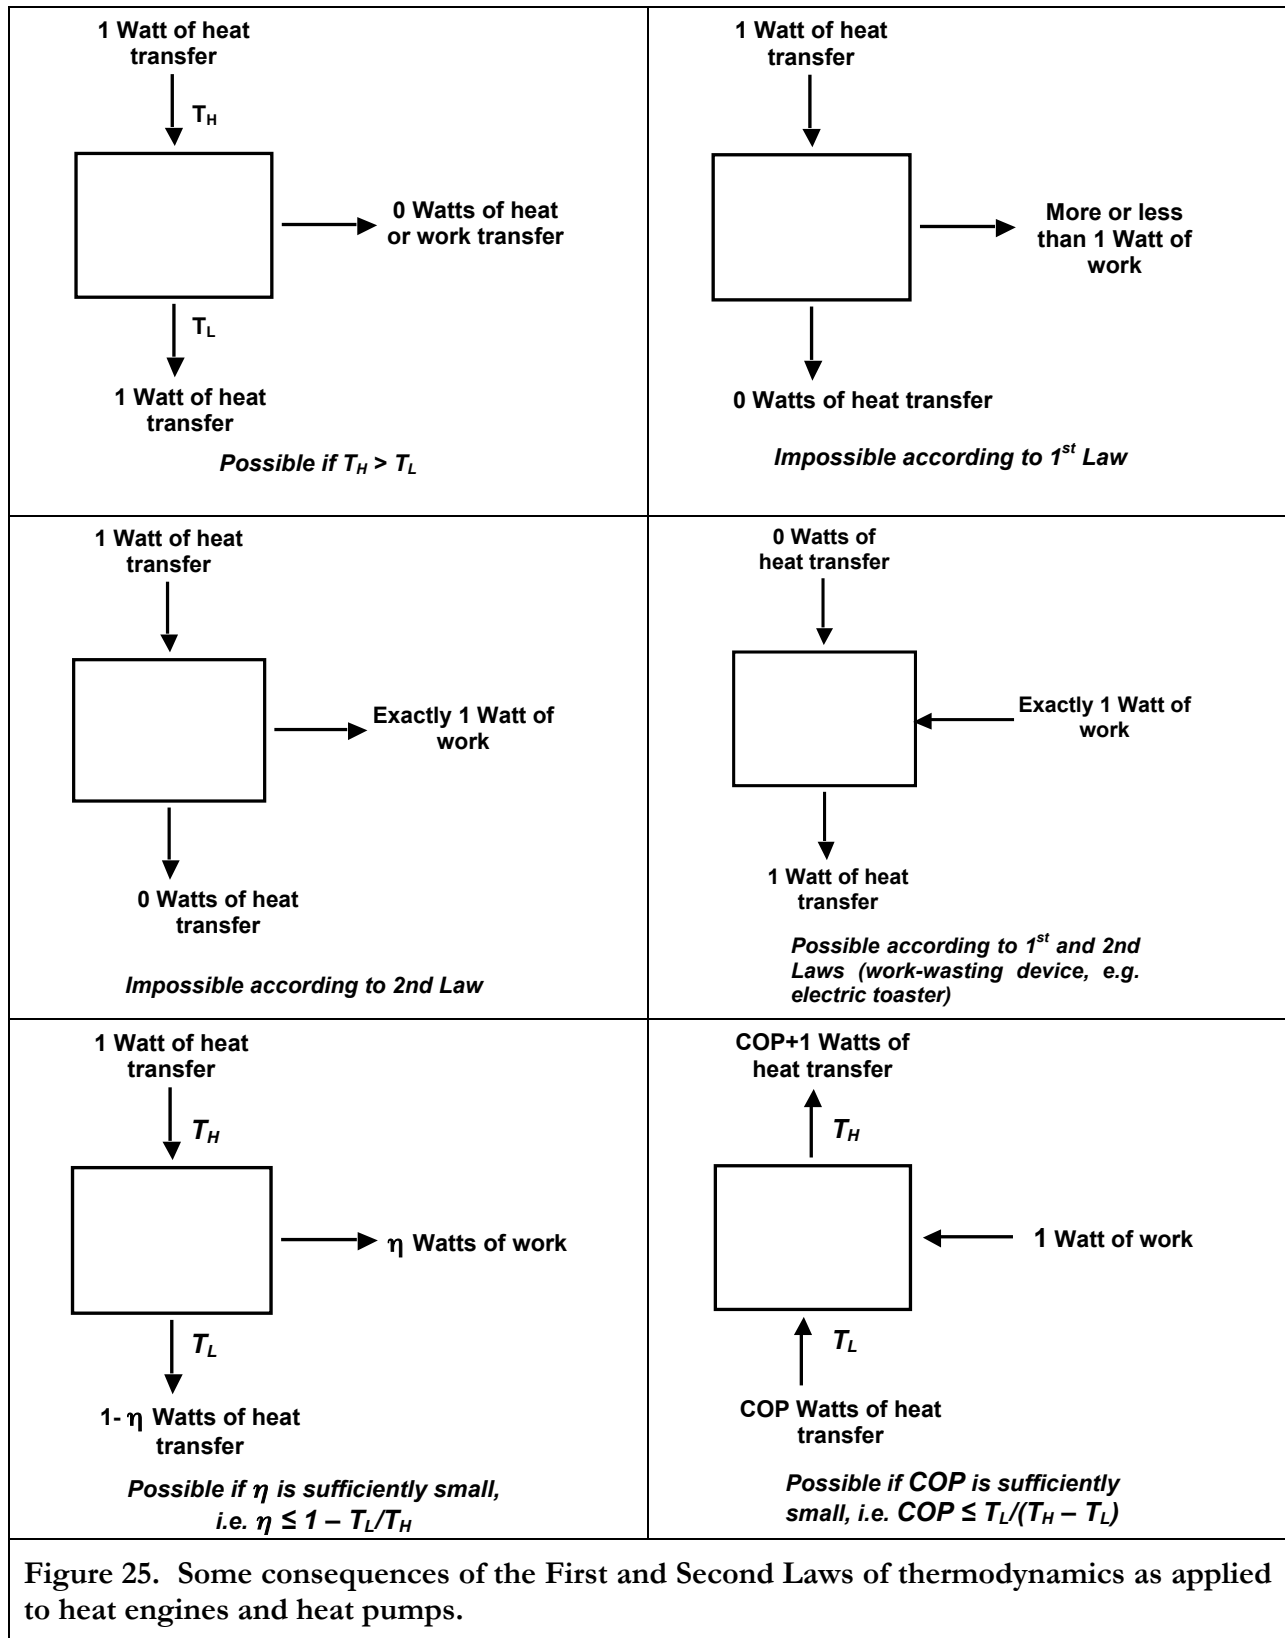 1 Watt of heat
transfer
T_H
0 Watts of heat
or work transfer
T_L
1 Watt of heat
transfer
Possible if T_H > T_L
1 Watt of heat
transfer
More or less
than 1 Watt of
work
0 Watts of heat transfer
Impossible according to 1st Law
1 Watt of heat
transfer
Exactly 1 Watt of
work
0 Watts of heat
transfer
Impossible according to 2nd Law
0 Watts of
heat transfer
Exactly 1 Watt of
work
1 Watt of heat
transfer
Possible according to 1st and 2nd
Laws (work-wasting device, e.g.
electric toaster)
1 Watt of heat
transfer
T_H
η Watts of work
T_L
1- η Watts of heat
transfer
Possible if η is sufficiently small,
i.e. η ≤ 1 – T_L/T_H
COP+1 Watts of
heat transfer
T_H
1 Watt of work
T_L
COP Watts of heat
transfer
Possible if COP is sufficiently
small, i.e. COP ≤ T_L/(T_H – T_L)
Figure 25. Some consequences of the First and Second Laws of thermodynamics as applied
to heat engines and heat pumps.